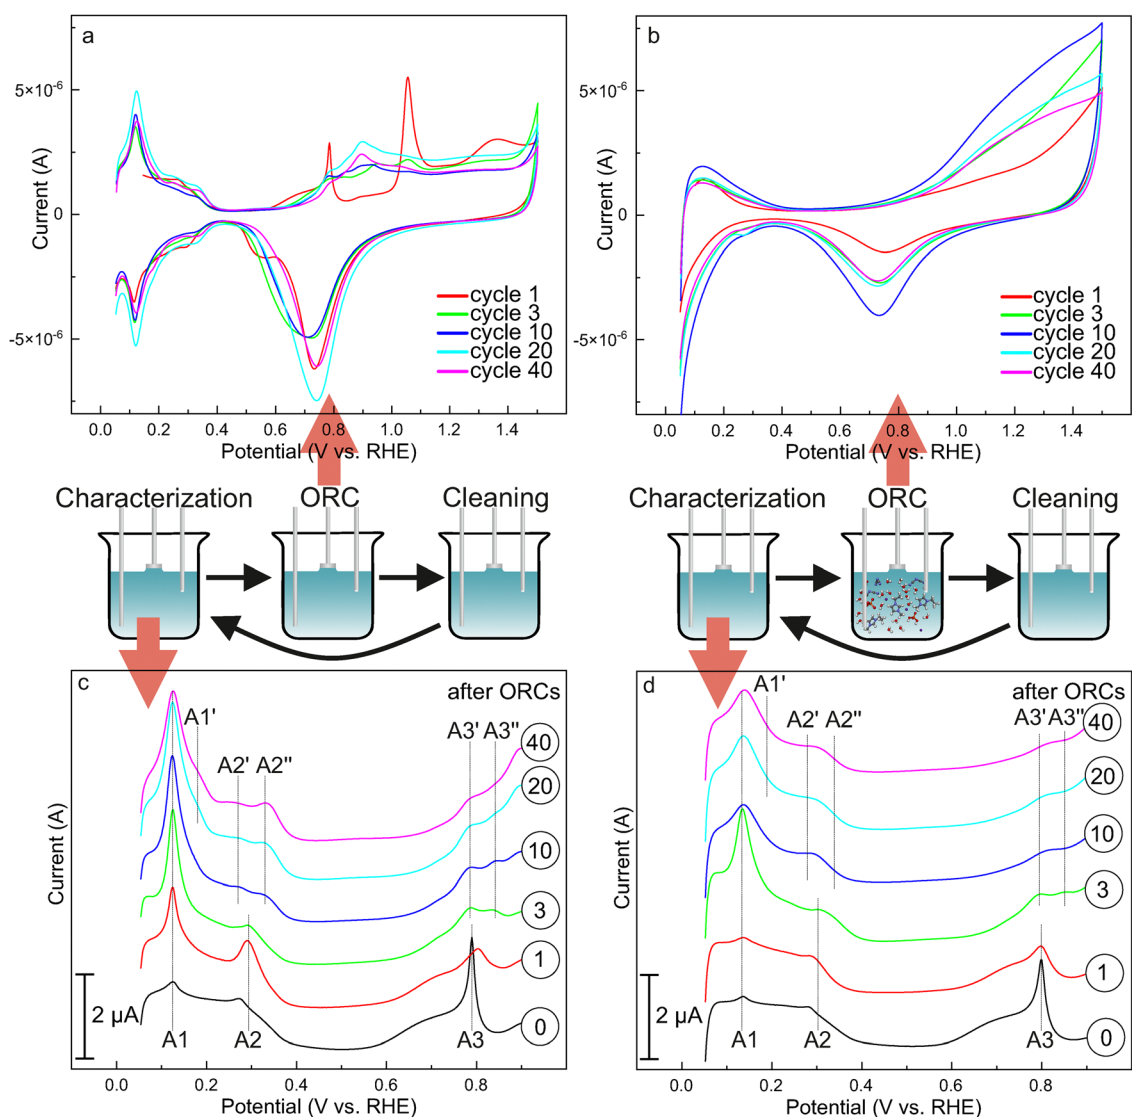 a
5×10⁻⁶
0
-5×10⁻⁶
Current (A)
cycle 1
cycle 3
cycle 10
cycle 20
cycle 40
0.0 0.2 0.4 0.6 0.8 1.0 1.2 1.4
Potential (V vs. RHE)
b
5×10⁻⁶
0
-5×10⁻⁶
Current (A)
cycle 1
cycle 3
cycle 10
cycle 20
cycle 40
0.0 0.2 0.4 0.6 0.8 1.0 1.2 1.4
Potential (V vs. RHE)
Characterization ORC Cleaning
Characterization ORC Cleaning
c
after ORCs
A1'
A2' A2"
A3' A3"
40
20
10
3
1
0
2 µA
A1 A2 A3
Current (A)
0.0 0.2 0.4 0.6 0.8
Potential (V vs. RHE)
d
after ORCs
A1'
A2' A2"
A3' A3"
40
20
10
3
1
0
2 µA
A1 A2 A3
Current (A)
0.0 0.2 0.4 0.6 0.8
Potential (V vs. RHE)